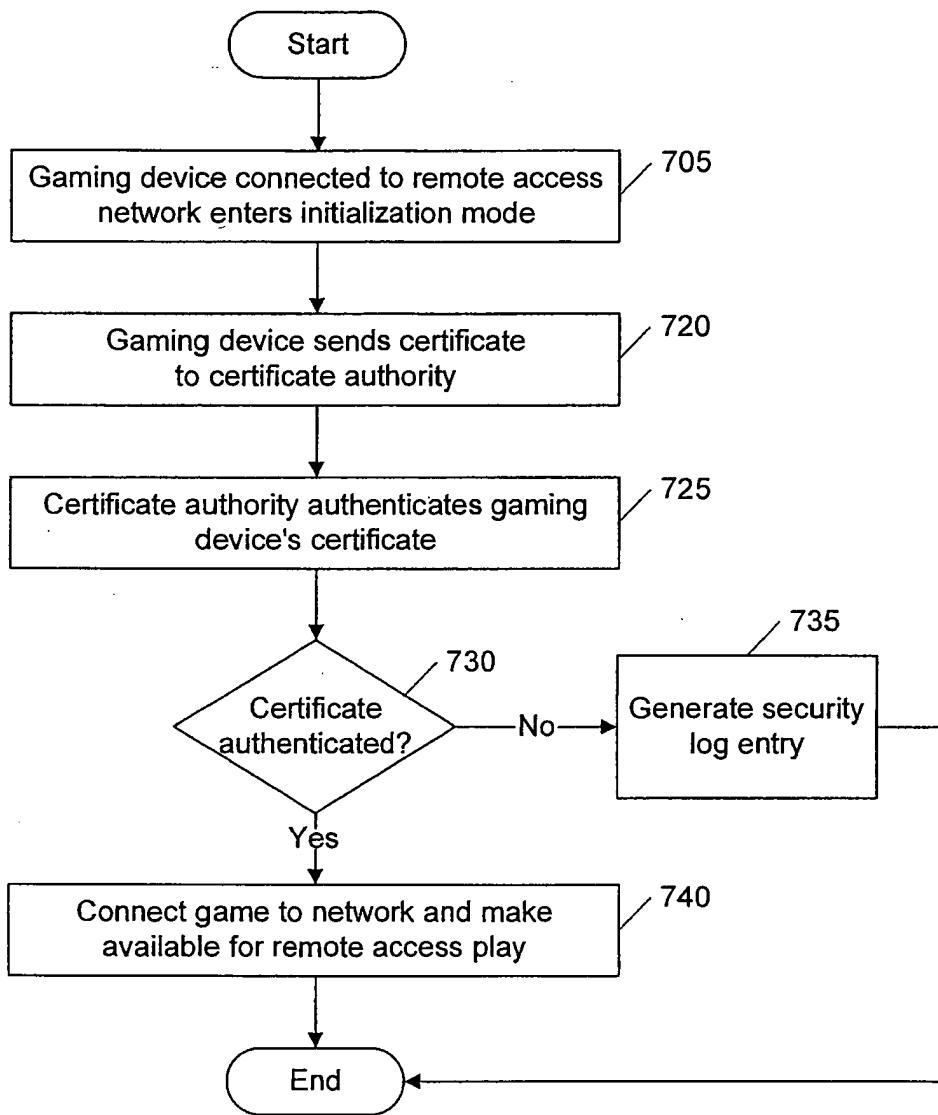 Start
Gaming device connected to remote access
network enters initialization mode
705
Gaming device sends certificate
to certificate authority
720
Certificate authority authenticates gaming
device's certificate
725
Certificate
authenticated?
730
No
Generate security
log entry
735
Yes
Connect game to network and make
available for remote access play
740
End